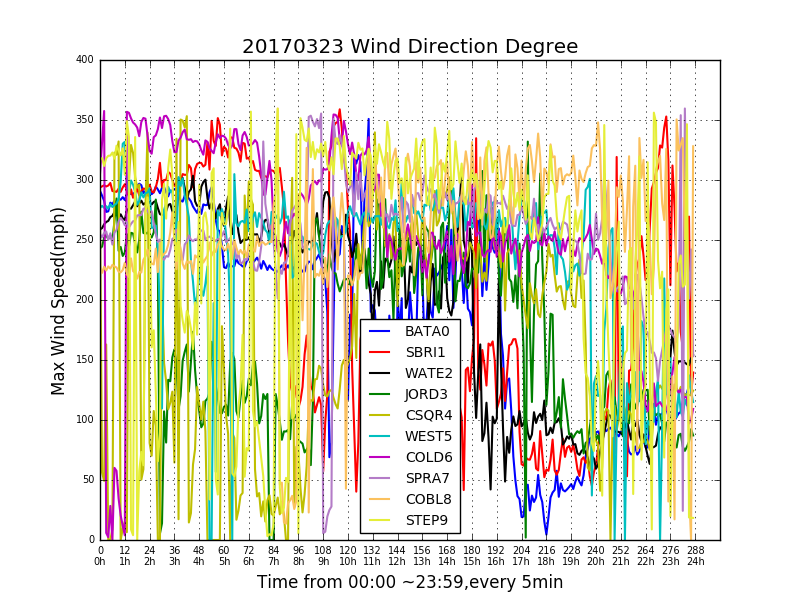 20170323 Wind Direction Degree
Max Wind Speed(mph)
400
350
300
250
200
150
100
50
0
BATA0
SBRI1
WATE2
JORD3
CSQR4
WEST5
COLD6
SPRA7
COBL8
STEP9
0 12 24 36 48 60 72 84 96 108 120 132 144 156 168 180 192 204 216 228 240 252 264 276 288
0h 1h 2h 3h 4h 5h 6h 7h 8h 9h 10h 11h 12h 13h 14h 15h 16h 17h 18h 19h 20h 21h 22h 23h 24h
Time from 00:00 ~23:59,every 5min